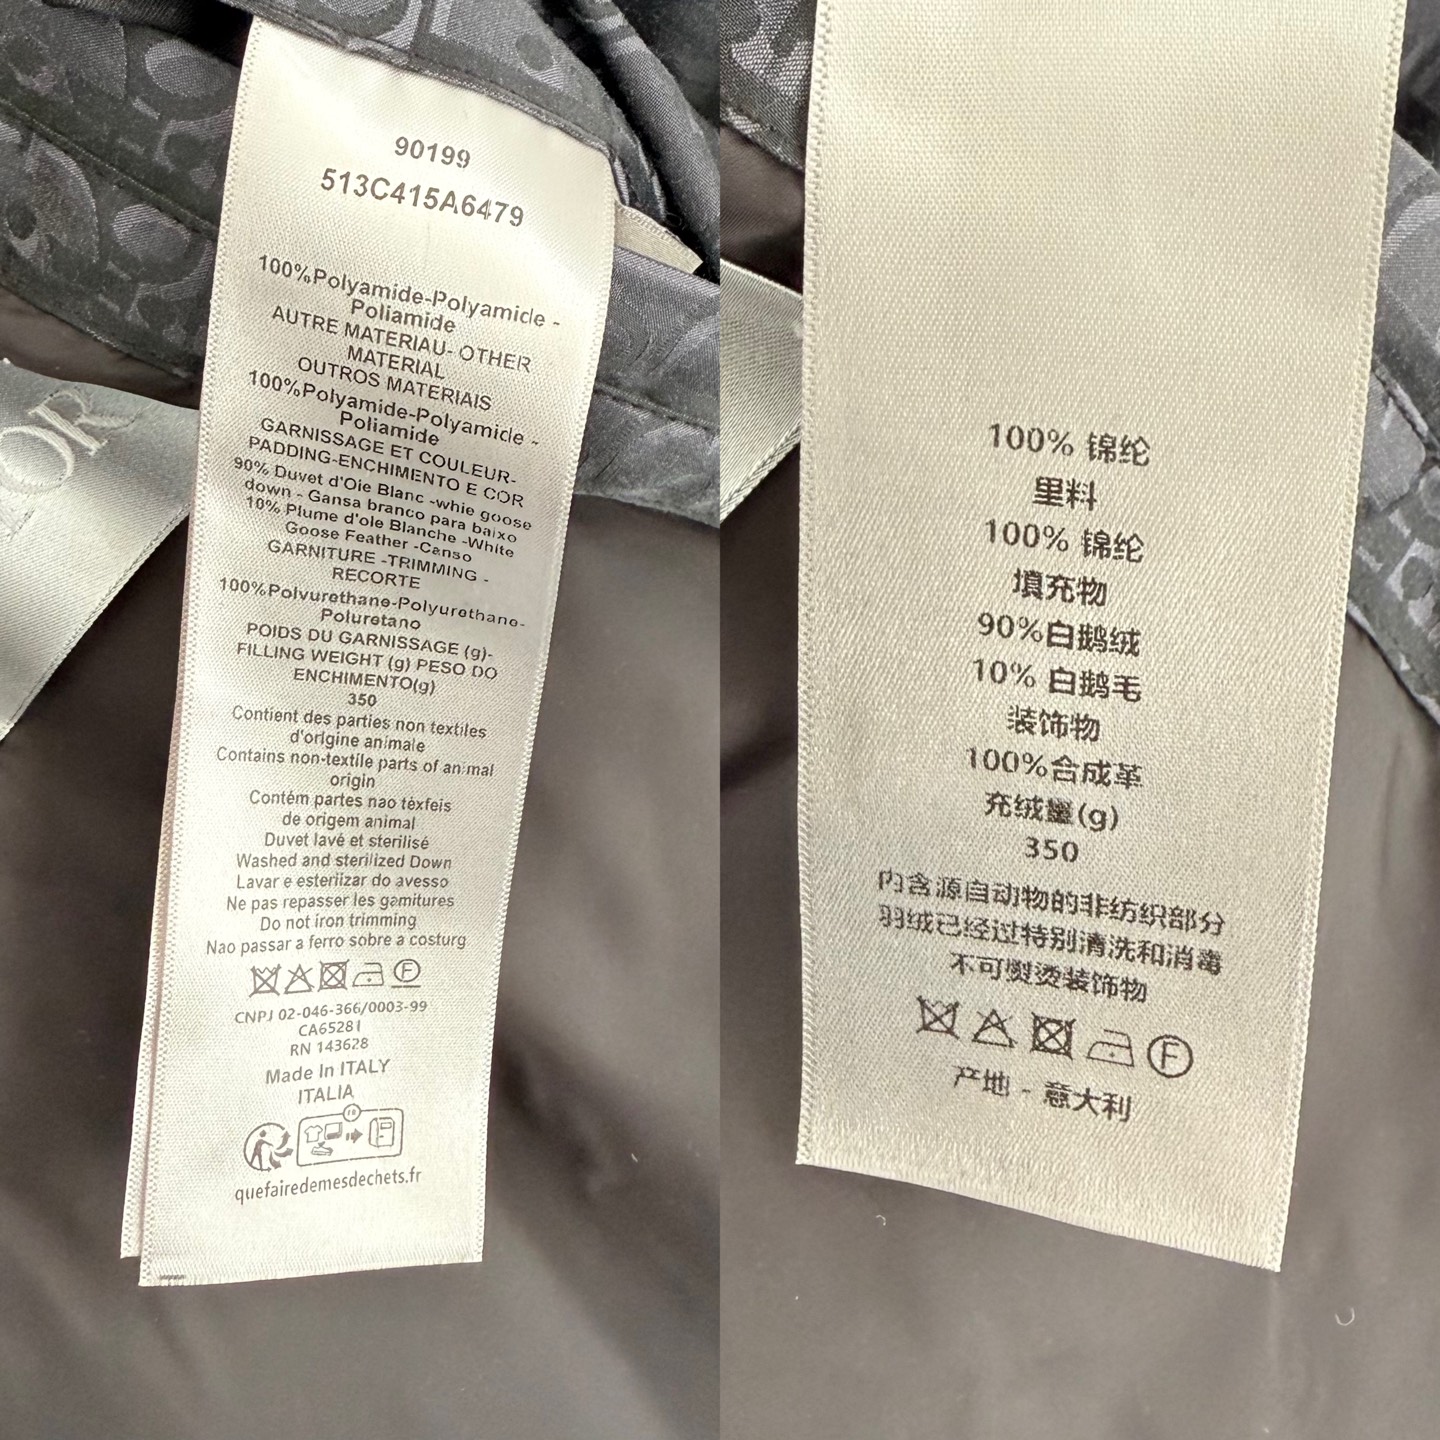 90199
513C415A6479
100%Polyamide-Polyamicde -
Poliamide
AUTRE MATERIAU- OTHER
MATERIAL
OUTROS MATERIAIS
100%Polyamide-Polyamide -
Poliamide
GARNISSAGE ET COULEUR-
PADDING-ENCHIMENTO E COR
90% Duvet d'Oie Blanc -whie goose
down - Gansa branco para baixo
10% Plume d'oie Blanche -White
Goose Feather -Canso
GARNITURE -TRIMMING -
RECORTE
100%Polvurethane-Polyurethane-
Poluretano
POIDS DU GARNISSAGE (g)-
FILLING WEIGHT (g) PESO DO
ENCHIMENTO(g)
350
Contient des parties non textiles
d'origine animale
Contains non-textile parts of animal
origin
Contém partes nao tèxfeis
de origem animal
Duvet lavé et sterilisé
Washed and sterilized Down
Lavar e esteriizar do avesso
Ne pas repasser les gamitures
Do not iron trimming
Nao passar a ferro sobre a costurg
F
CNPJ 02-046-366/0003-99
CA65281
RN 143628
Made In ITALY
ITALIA
FR
quefairedemesdechets.fr
IOR
100% 锦纶
里料
100% 锦纶
填充物
90%白鹅绒
10% 白鹅毛
装饰物
100%合成革
充绒量(g)
350
内含源自动物的非纺织部分
羽绒已经过特别清洗和消毒
不可熨烫装饰物
F
产地 - 意大利